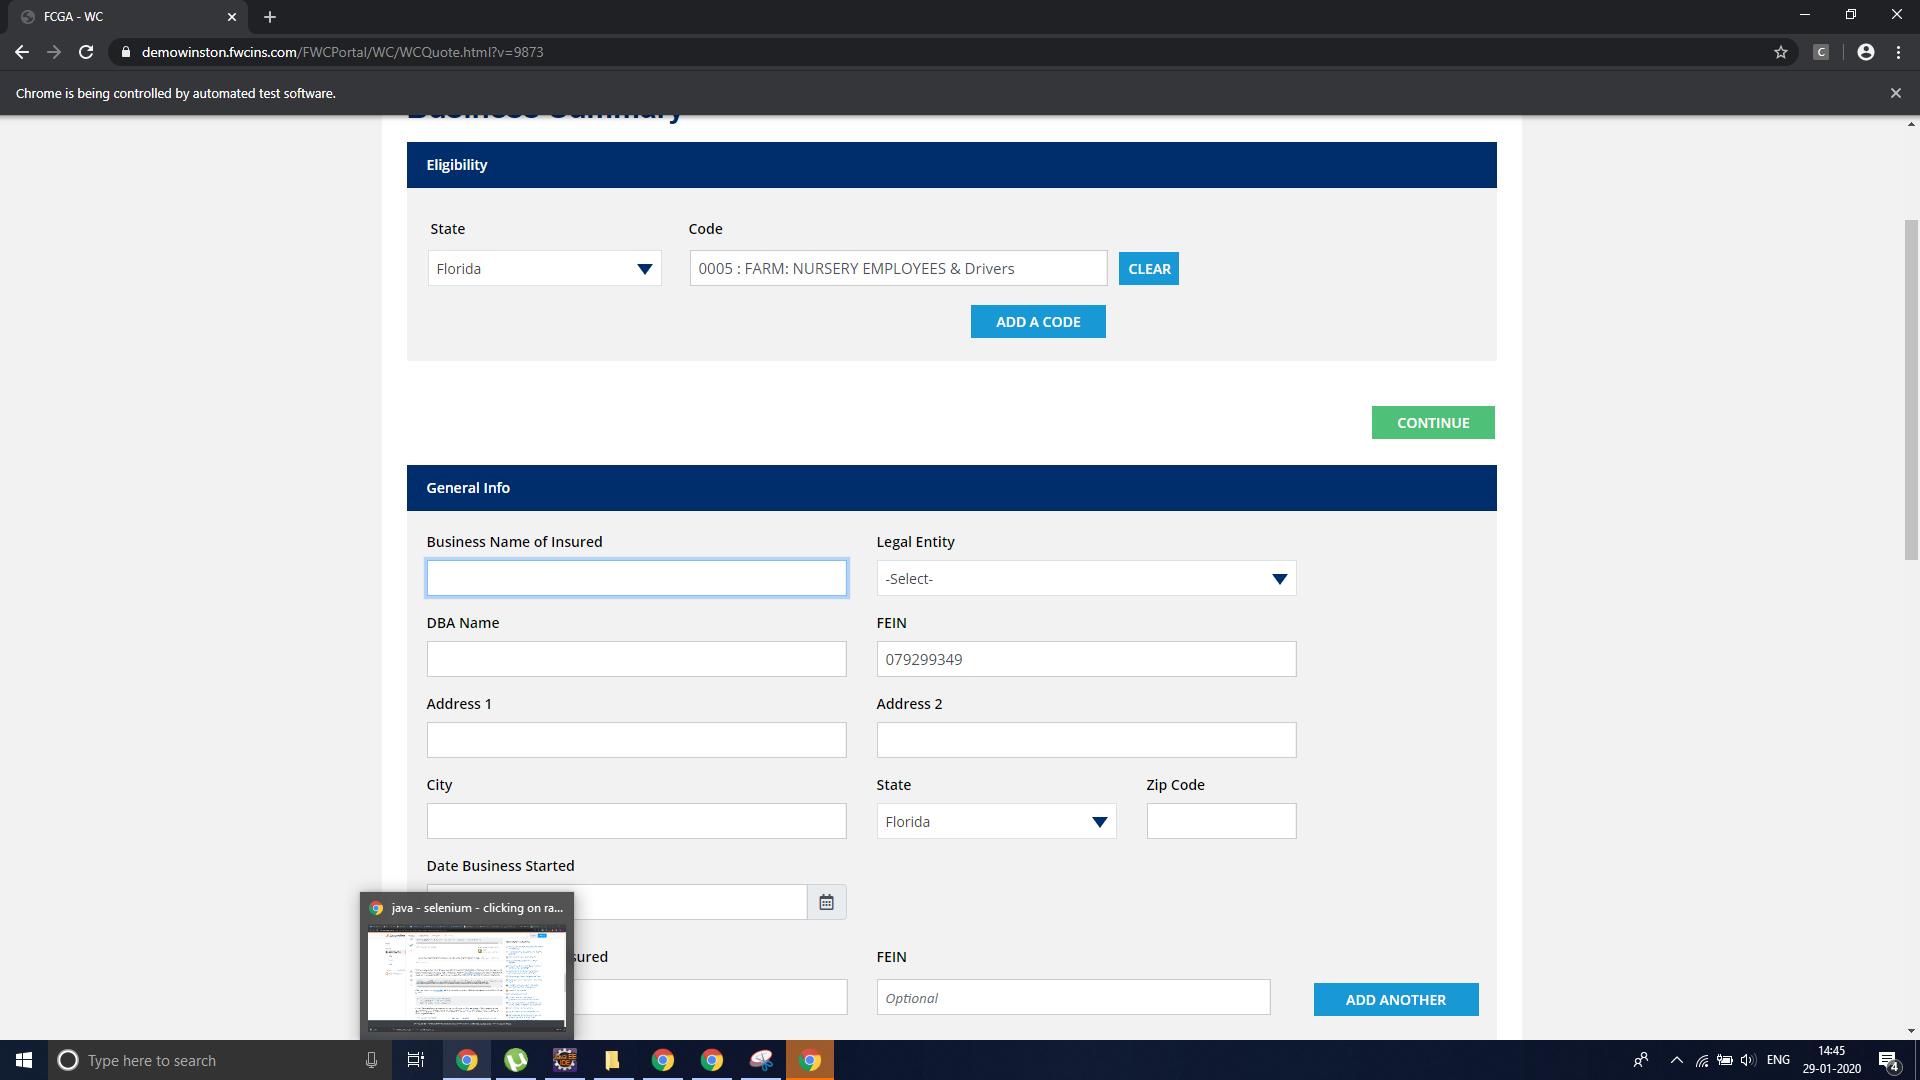 FCGA - WC
demowinston.fwcins.com/FWCPortal/WC/WCQuote.html?v=9873
C
Chrome is being controlled by automated test software.
Business Summary
Eligibility
State
Code
Florida
0005 : FARM: NURSERY EMPLOYEES & Drivers
CLEAR
ADD A CODE
CONTINUE
General Info
Business Name of Insured
Legal Entity
-Select-
DBA Name
FEIN
079299349
Address 1
Address 2
City
State
Zip Code
Florida
Date Business Started
java - selenium - clicking on ra...
sured
FEIN
Optional
ADD ANOTHER
Type here to search
ENG
14:45
29-01-2020
4